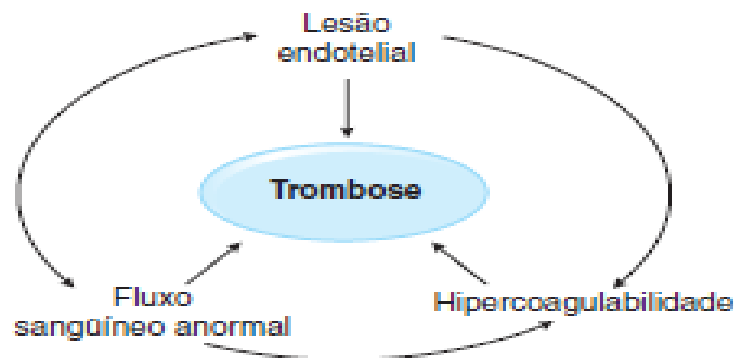 Lesão
endotelial
Trombose
Fluxo
sangüíneo anormal
Hipercoagulabilidade